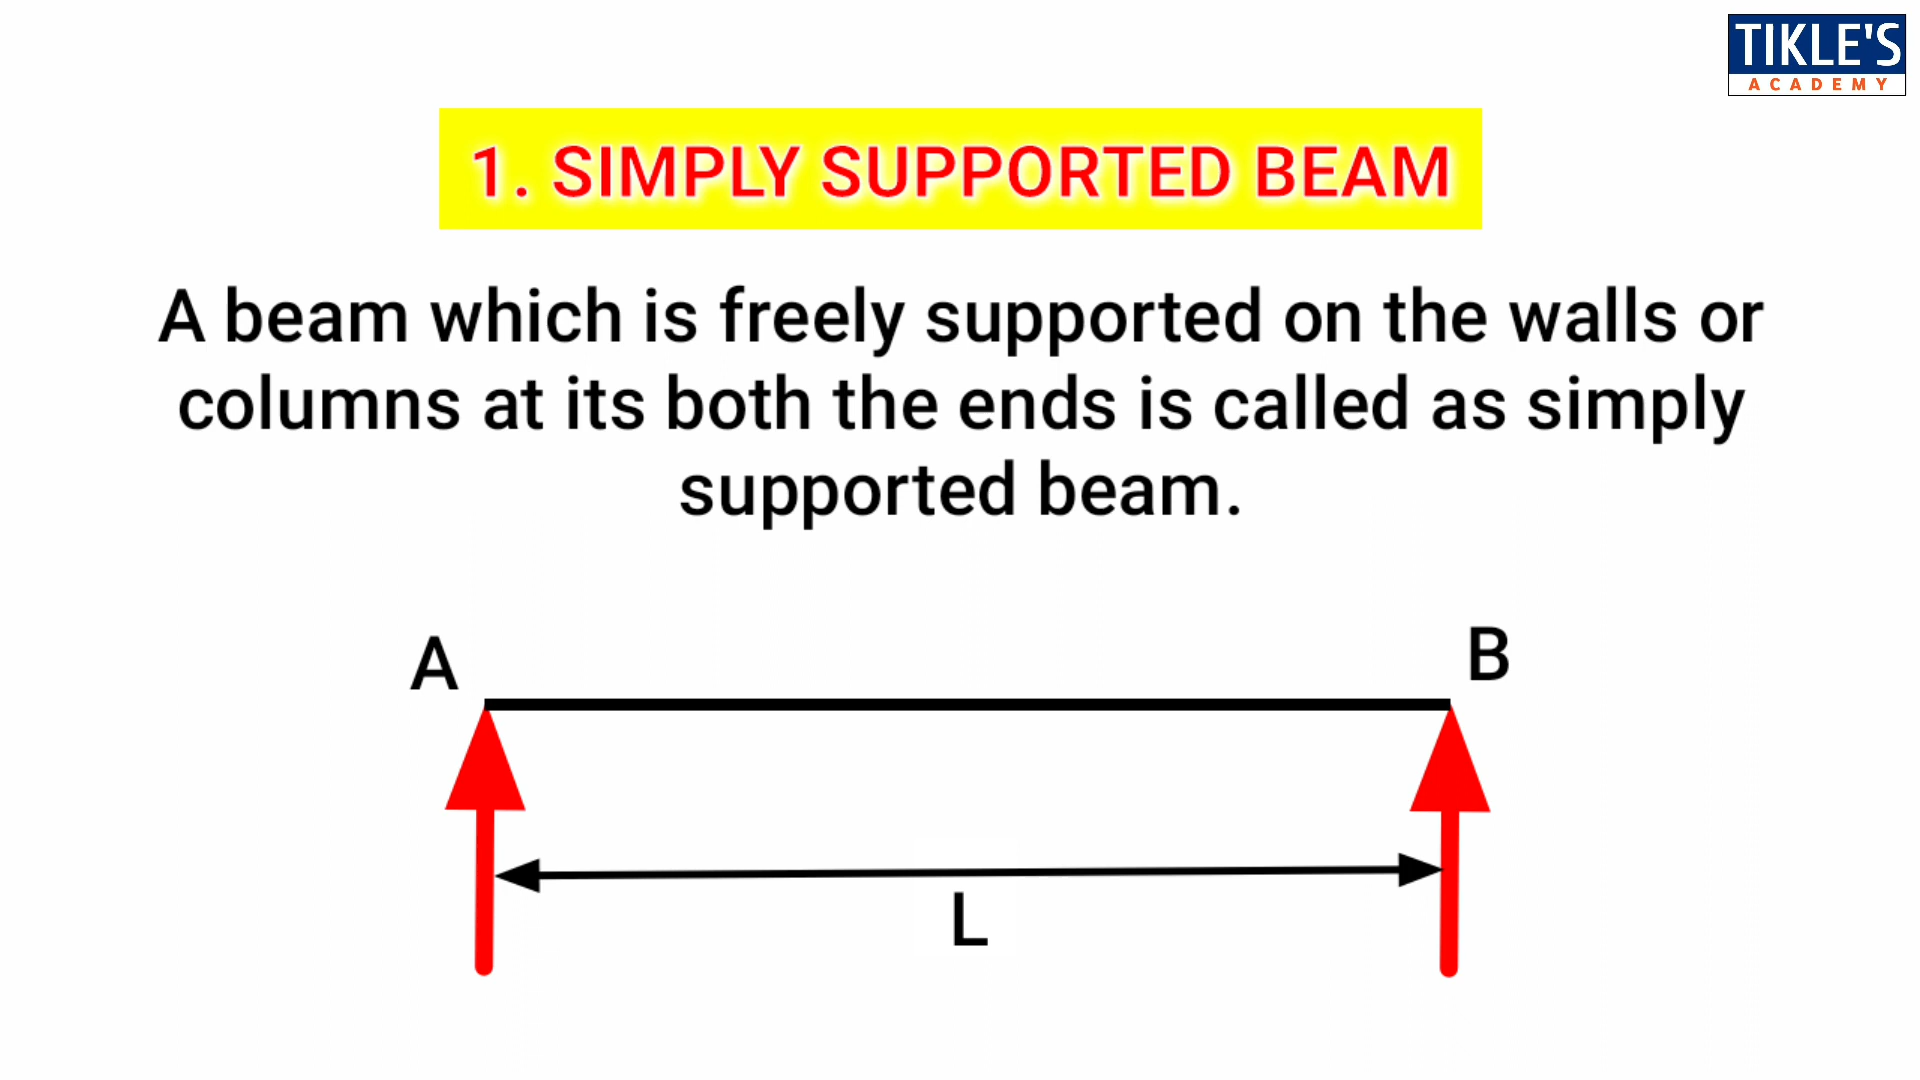 TIKLE'S
ACADEMY
1. SIMPLY SUPPORTED BEAM
A beam which is freely supported on the walls or
columns at its both the ends is called as simply
supported beam.
A
B
L